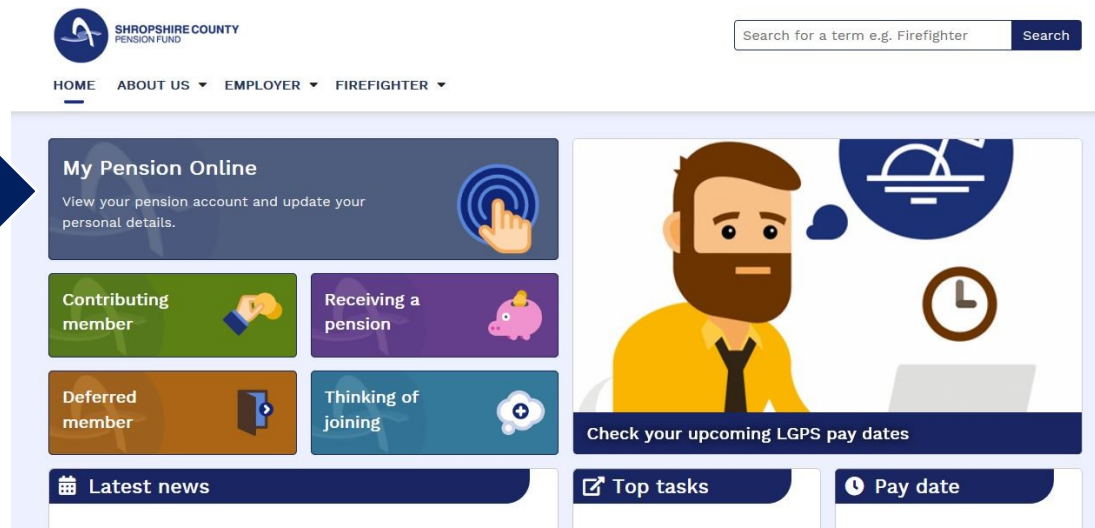 SHROPSHIRE COUNTY
PENSION FUND
Search for a term e.g. Firefighter
Search
HOME
ABOUT US
EMPLOYER
FIREFIGHTER
My Pension Online
View your pension account and update your
personal details.
Contributing
member
Receiving a
pension
Deferred
member
Thinking of
joining
Check your upcoming LGPS pay dates
Latest news
Top tasks
Pay date